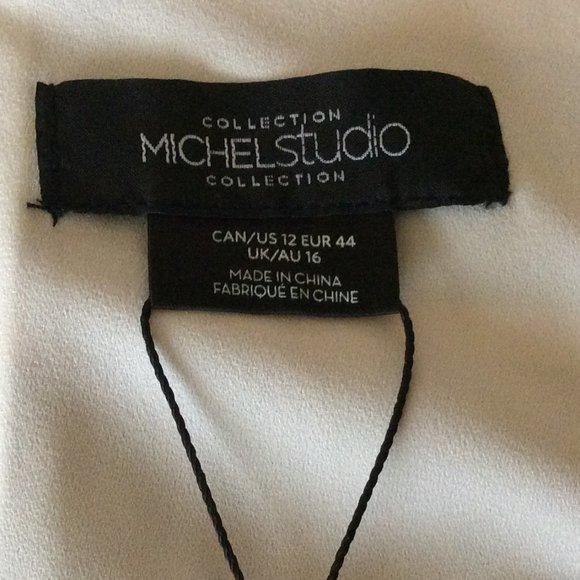 COLLECTION
MICHELstudio
COLLECTION
CAN/US 12 EUR 44
UK/AU 16
MADE IN CHINA
FABRIQUÉ EN CHINE